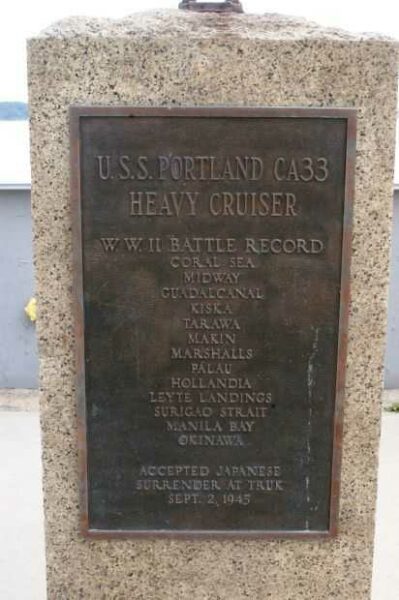 U.S.S. PORTLAND CA33
HEAVY CRUISER
W.W.II BATTLE RECORD
CORAL SEA
MIDWAY
GUADALCANAL
KISKA
TARAWA
MAKIN
MARSHALLS
PALAU
HOLLANDIA
LEYTE LANDINGS
SURIGAO STRAIT
MANILA BAY
OKINAWA
ACCEPTED JAPANESE
SURRENDER AT TRUK
SEPT. 2, 1945